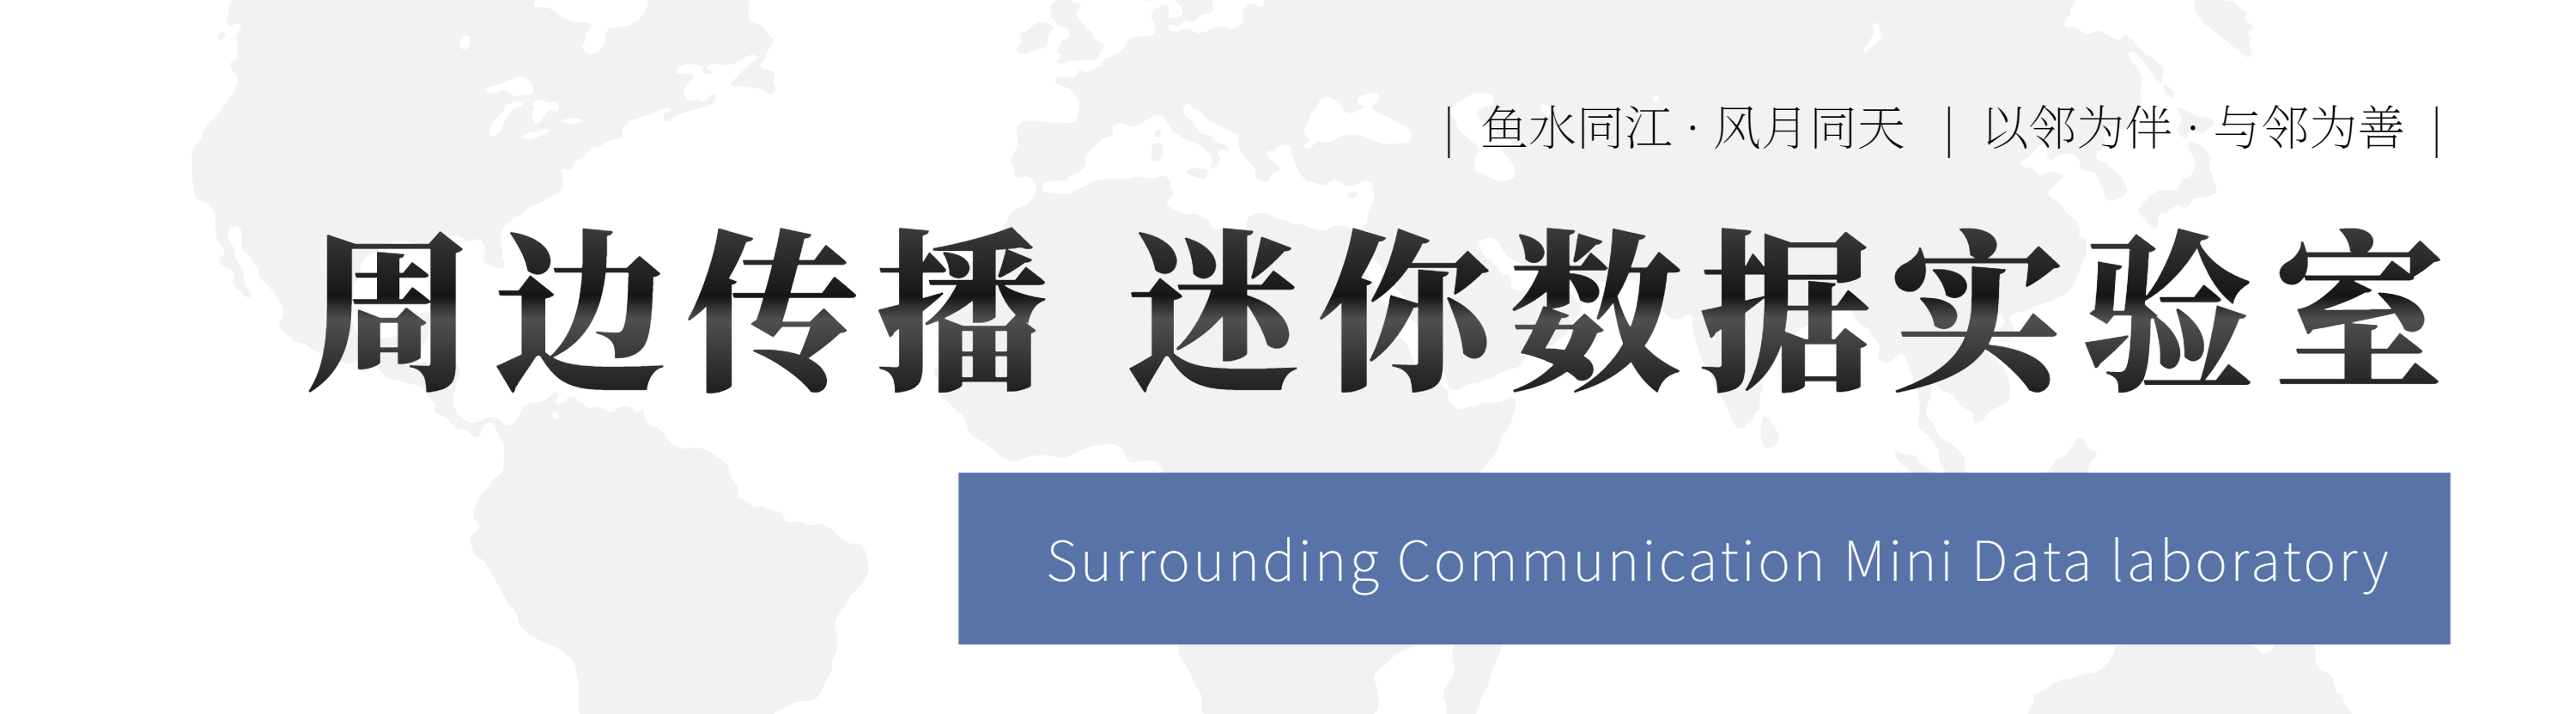 | 鱼水同江 · 风月同天 | 以邻为伴 · 与邻为善 |
周边传播 迷你数据实验室
Surrounding Communication Mini Data laboratory